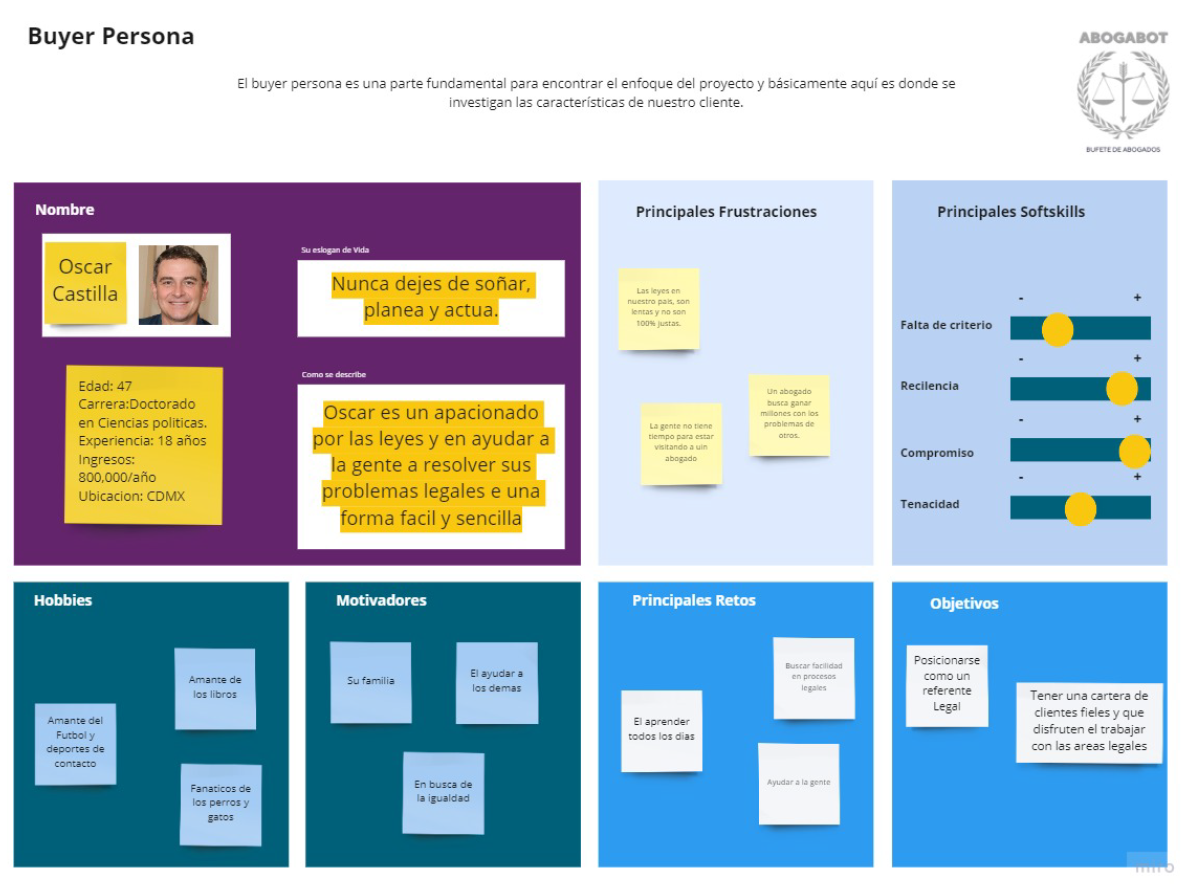 Buyer Persona
El buyer persona es una parte fundamental para encontrar el enfoque del proyecto y básicamente aquí es donde se
investigan las características de nuestro cliente.
ABOGABOT
BUFETE DE ABOGADOS
Nombre
Oscar
Castilla
Su eslogan de Vida
Nunca dejes de soñar,
planea y actua.
Edad: 47
Carrera:Doctorado
en Ciencias politicas.
Experiencia: 18 años
Ingresos:
800,000/año
Ubicacion: CDMX
Como se describe
Oscar es un apacionado
por las leyes y en ayudar a
la gente a resolver sus
problemas legales e una
forma facil y sencilla
Principales Frustraciones
Las leyes en
nuestro pais, son
lentas y no son
100% justas.
Un abogado
busca ganar
millones con los
problemas de
otros.
La gente no tiene
tiempo para estar
visitando a uin
abogado
Principales Softskills
- +
Falta de criterio
- +
Recilencia
- +
Compromiso
- +
Tenacidad
Hobbies
Amante de
los libros
Amante del
Futbol y
deportes de
contacto
Fanaticos de
los perros y
gatos
Motivadores
Su familia
El ayudar a
los demas
En busca de
la igualdad
Principales Retos
Buscar facilidad
en procesos
legales
El aprender
todos los dias
Ayudar a la gente
Objetivos
Posicionarse
como un
referente
Legal
Tener una cartera de
clientes fieles y que
disfruten el trabajar
con las areas legales
miro